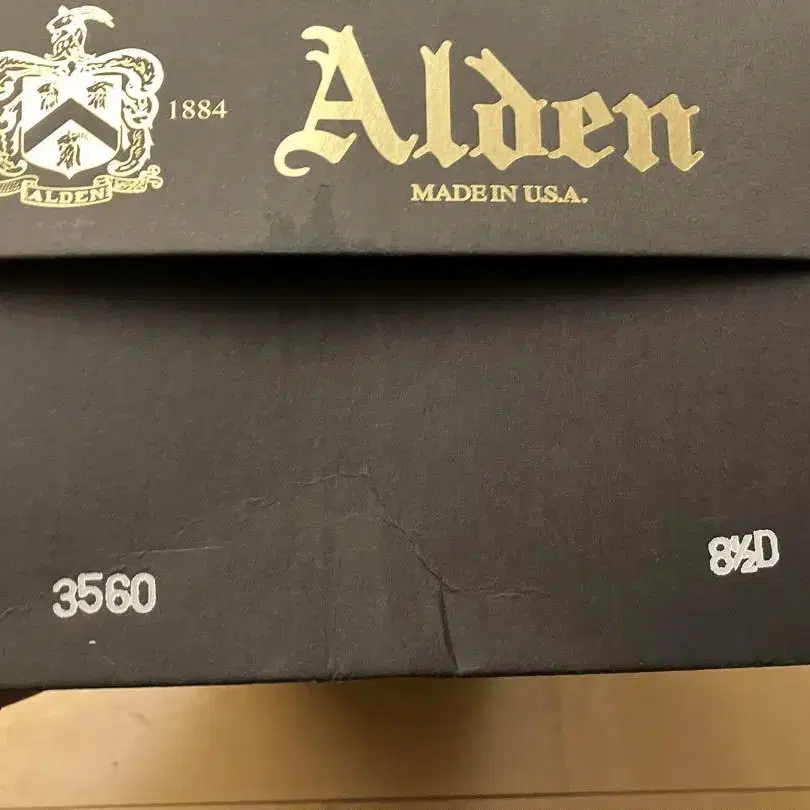 1884
Alden
MADE IN U.S.A.
ALDEN
3560
8½D